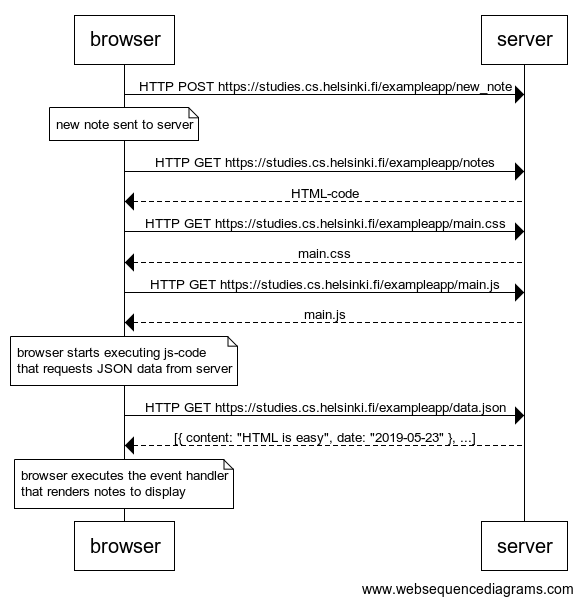 browser
server
HTTP POST https://studies.cs.helsinki.fi/exampleapp/new_note
new note sent to server
HTTP GET https://studies.cs.helsinki.fi/exampleapp/notes
HTML-code
HTTP GET https://studies.cs.helsinki.fi/exampleapp/main.css
main.css
HTTP GET https://studies.cs.helsinki.fi/exampleapp/main.js
main.js
browser starts executing js-code
that requests JSON data from server
HTTP GET https://studies.cs.helsinki.fi/exampleapp/data.json
[{ content: "HTML is easy", date: "2019-05-23" }, ...]
browser executes the event handler
that renders notes to display
browser
server
www.websequencediagrams.com